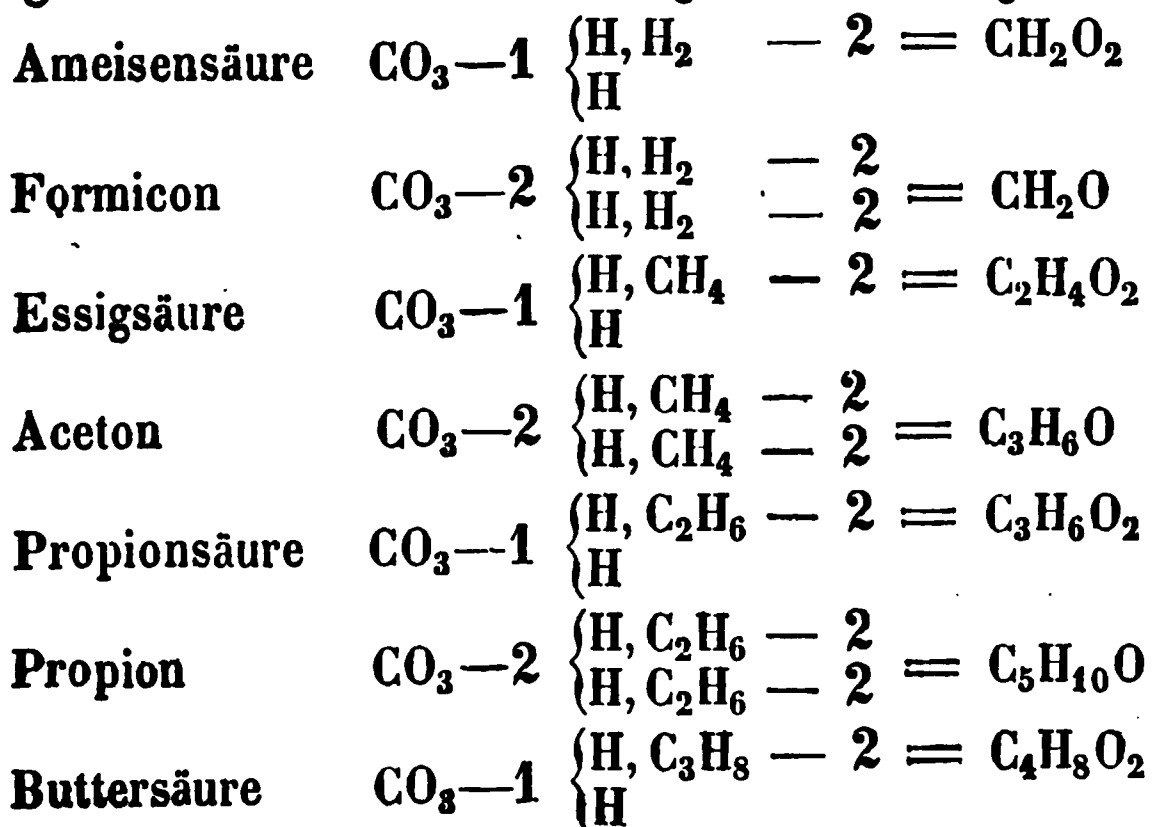 Ameisensäure CO₃—1 {H, H₂ — 2 = CH₂O₂
{H
Formicon CO₃—2 {H, H₂ — 2
{H, H₂ — 2 = CH₂O
Essigsäure CO₃—1 {H, CH₄ — 2 = C₂H₄O₂
{H
Aceton CO₃—2 {H, CH₄ — 2
{H, CH₄ — 2 = C₃H₆O
Propionsäure CO₃—1 {H, C₂H₆ — 2 = C₃H₆O₂
{H
Propion CO₃—2 {H, C₂H₆ — 2
{H, C₂H₆ — 2 = C₅H₁₀O
Buttersäure CO₃—1 {H, C₃H₈ — 2 = C₄H₈O₂
{H